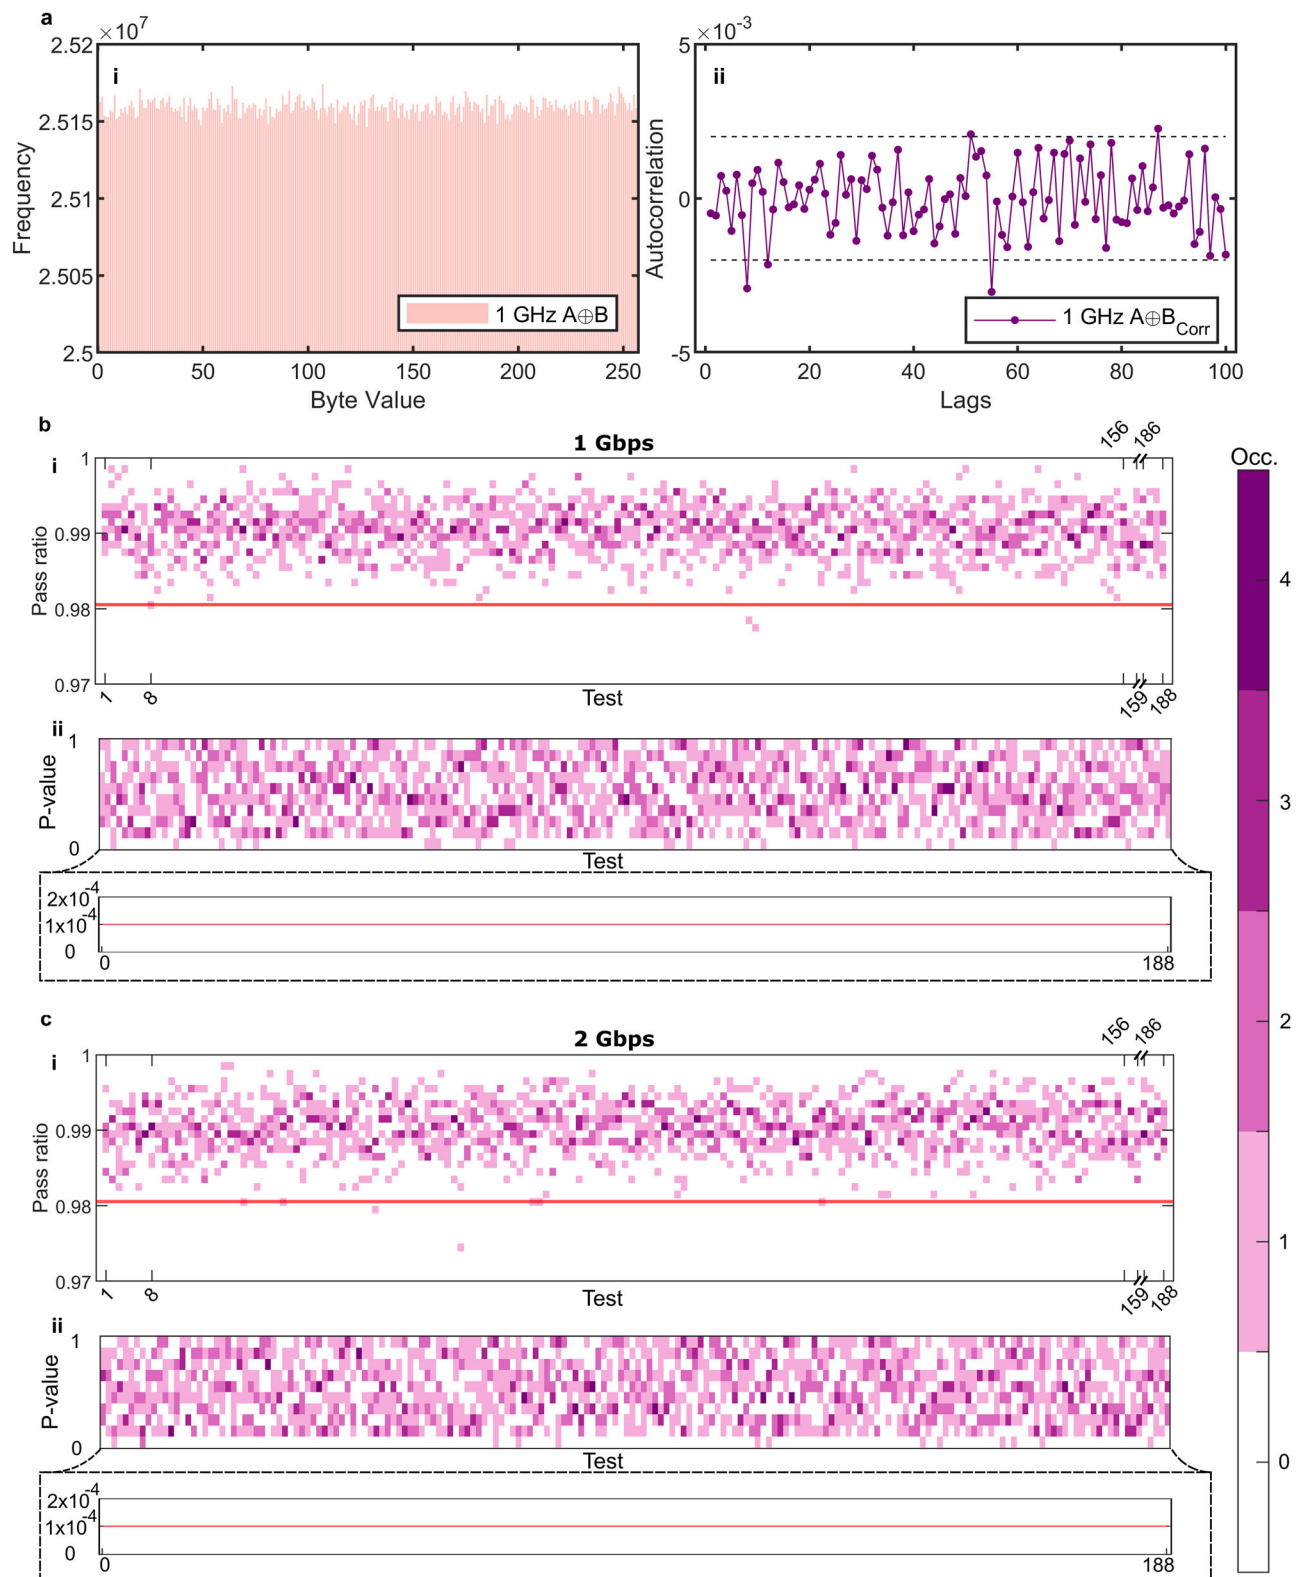 a
×10⁷
2.52
2.515
2.51
2.505
2.5
Frequency
i
1 GHz A⊕B
0 50 100 150 200 250
Byte Value
×10⁻³
5
0
-5
Autocorrelation
ii
1 GHz A⊕B_Corr
0 20 40 60 80 100
Lags
b
1 Gbps
156 186
i
1
0.99
0.98
0.97
Pass ratio
1 8 159 188
Test
ii
1
0
P-value
Test
2x10⁻⁴
1x10⁻⁴
0
0 188
c
2 Gbps
156 186
i
1
0.99
0.98
0.97
Pass ratio
1 8 159 188
Test
ii
1
0
P-value
Test
2x10⁻⁴
1x10⁻⁴
0
0 188
Occ.
4
3
2
1
0